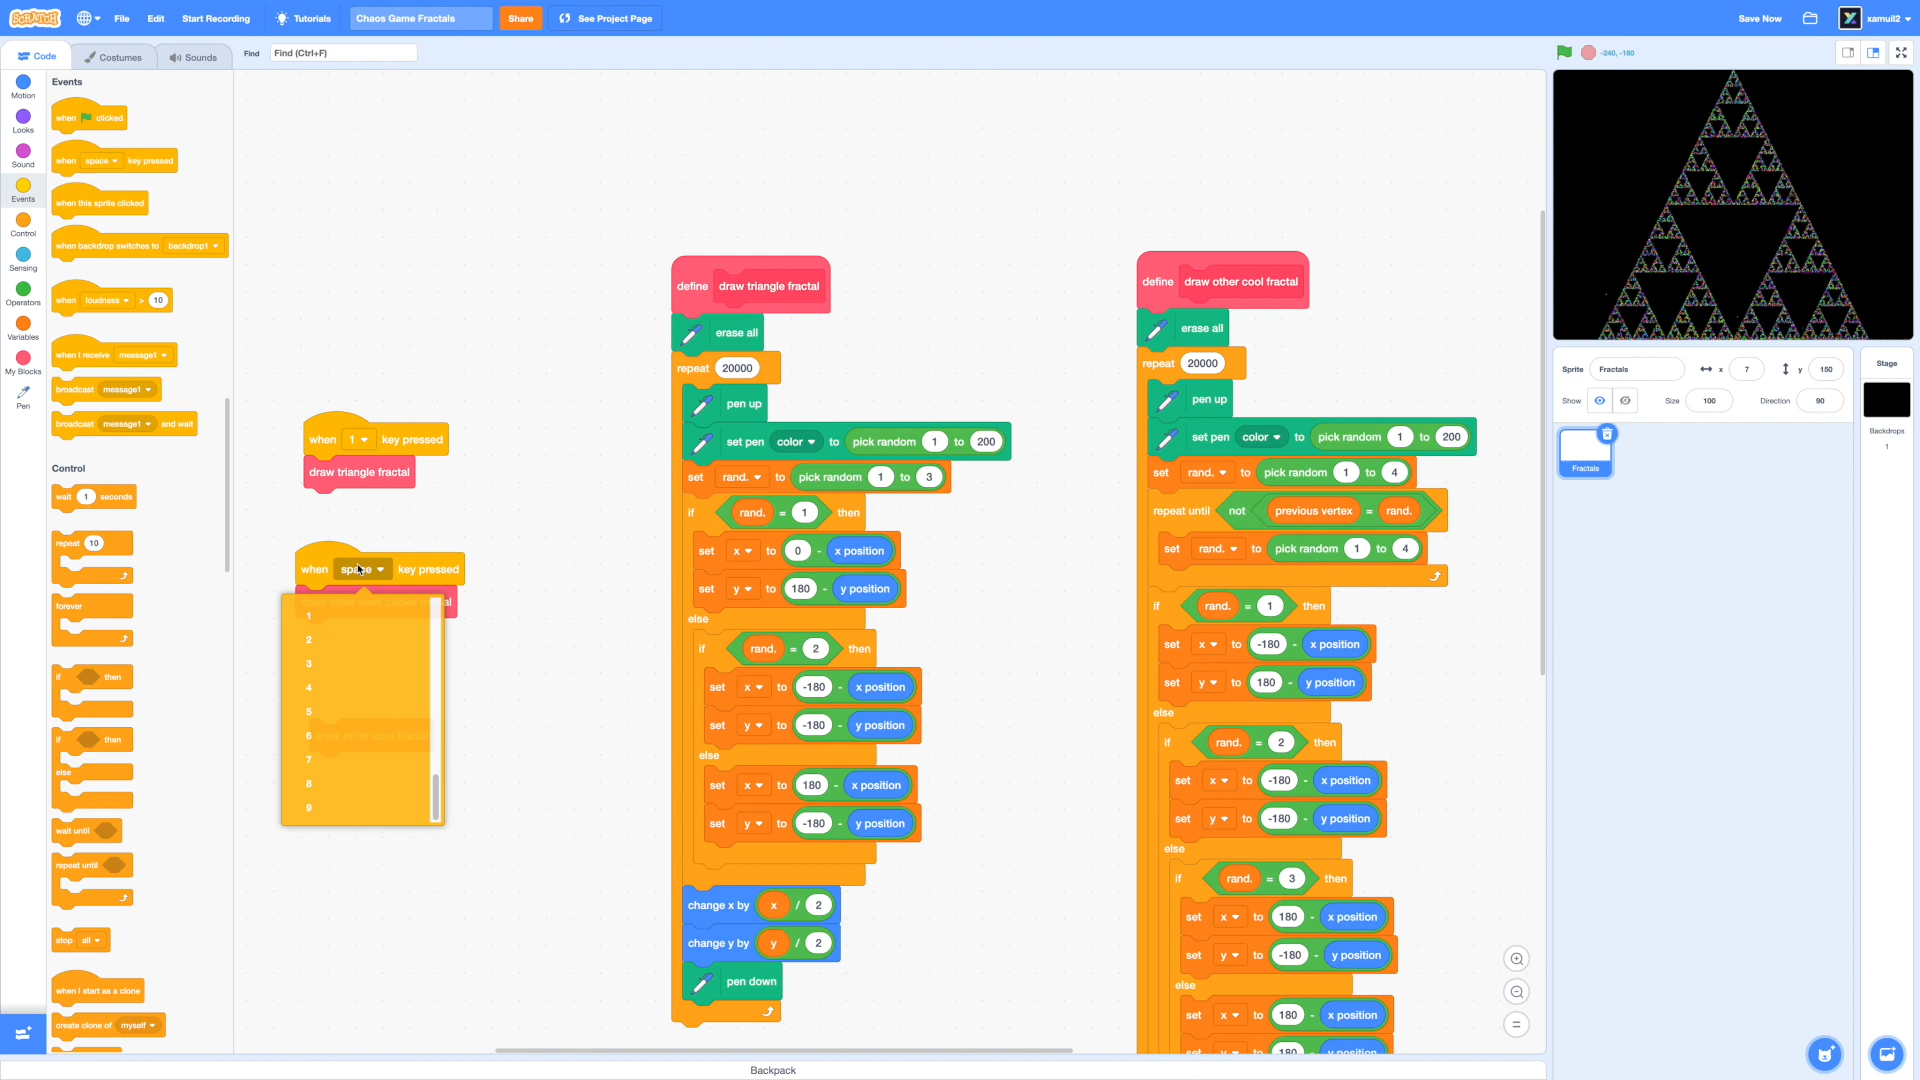 SCRATCH
File
Edit
Start Recording
Tutorials
Chaos Game Fractals
Share
See Project Page
Save Now
xamuil2
Code
Costumes
Sounds
Find
Find (Ctrl+F)
-240, -180
Motion
Looks
Sound
Events
Control
Sensing
Operators
Variables
My Blocks
Pen
Events
when clicked
when space key pressed
when this sprite clicked
when backdrop switches to backdrop1
when loudness > 10
when I receive message1
broadcast message1
broadcast message1 and wait
Control
wait 1 seconds
repeat 10
forever
if then
if then
else
wait until
repeat until
stop all
when I start as a clone
create clone of myself
when 1 key pressed
draw triangle fractal
when space key pressed
1
2
3
4
5
6
7
8
9
define draw triangle fractal
erase all
repeat 20000
pen up
set pen color to pick random 1 to 200
set rand. to pick random 1 to 3
if rand. = 1 then
set x to 0 - x position
set y to 180 - y position
else
if rand. = 2 then
set x to -180 - x position
set y to -180 - y position
else
set x to 180 - x position
set y to -180 - y position
change x by x / 2
change y by y / 2
pen down
define draw other cool fractal
erase all
repeat 20000
pen up
set pen color to pick random 1 to 200
set rand. to pick random 1 to 4
repeat until not previous vertex = rand.
set rand. to pick random 1 to 4
if rand. = 1 then
set x to -180 - x position
set y to 180 - y position
else
if rand. = 2 then
set x to -180 - x position
set y to -180 - y position
else
if rand. = 3 then
set x to 180 - x position
set y to -180 - y position
else
set x to 180 - x position
set y to 180 - y position
Sprite
Fractals
x
7
y
150
Show
Size
100
Direction
90
Fractals
Stage
Backdrops
1
Backpack